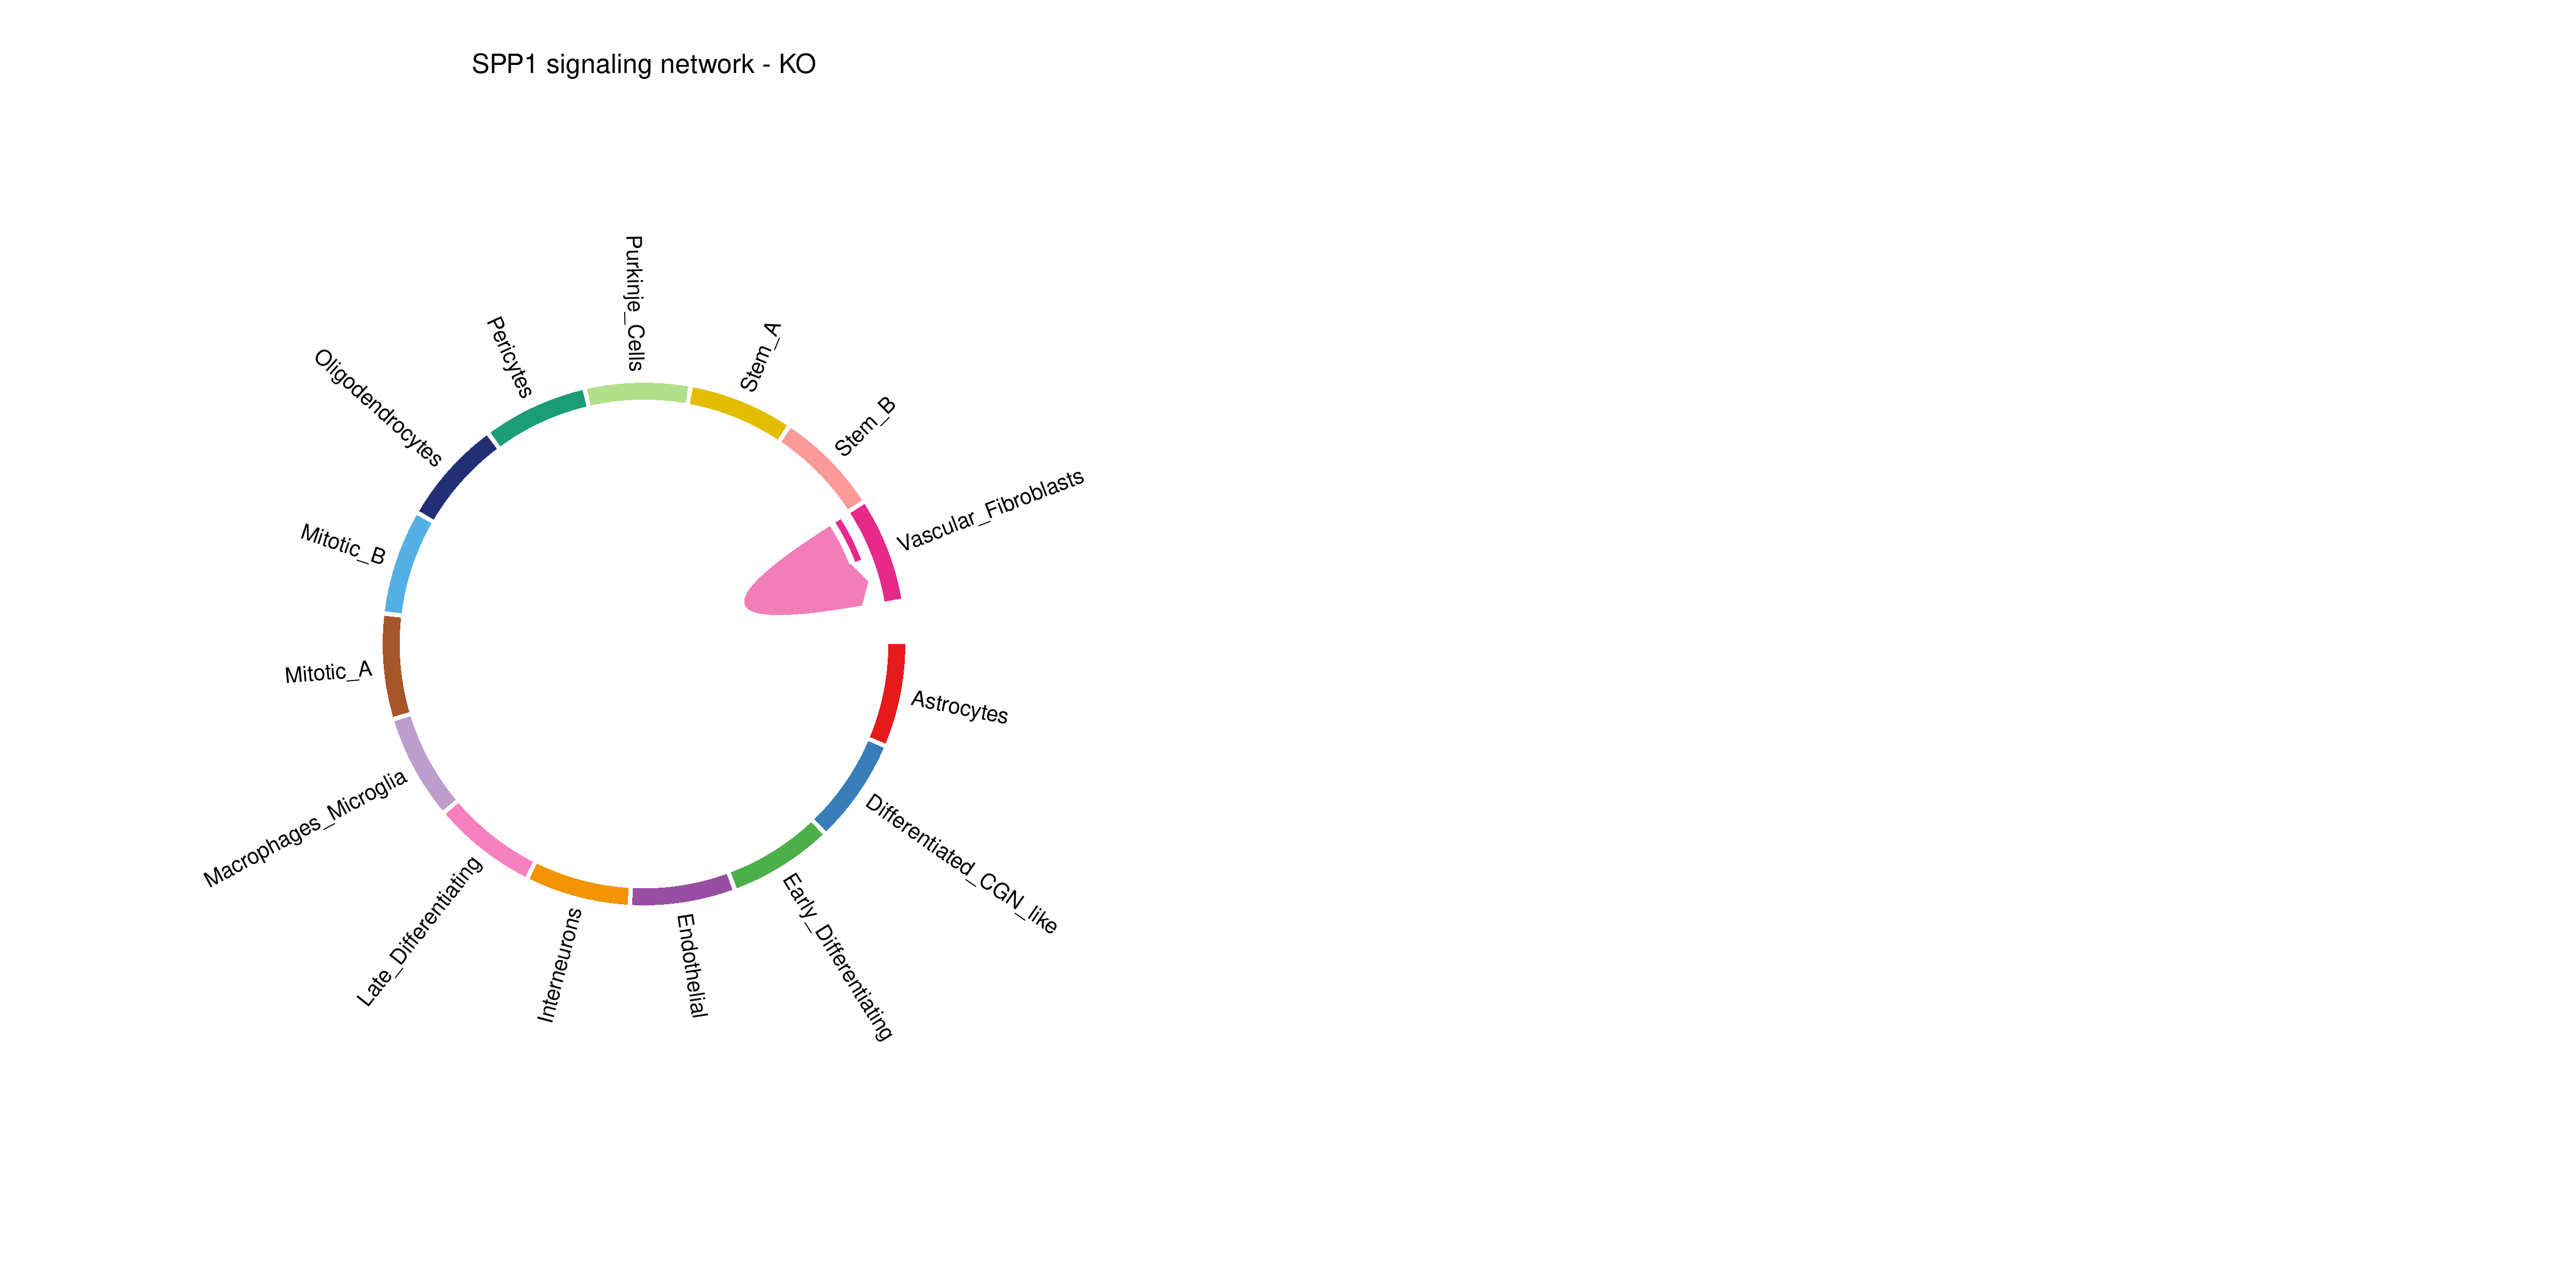 SPP1 signaling network - KO
Purkinje_Cells
Stem_A
Pericytes
Oligodendrocytes
Stem_B
Vascular_Fibroblasts
Mitotic_B
Mitotic_A
Astrocytes
Differentiated_CGN_like
Macrophages_Microglia
Late_Differentiating
Early_Differentiating
Interneurons
Endothelial